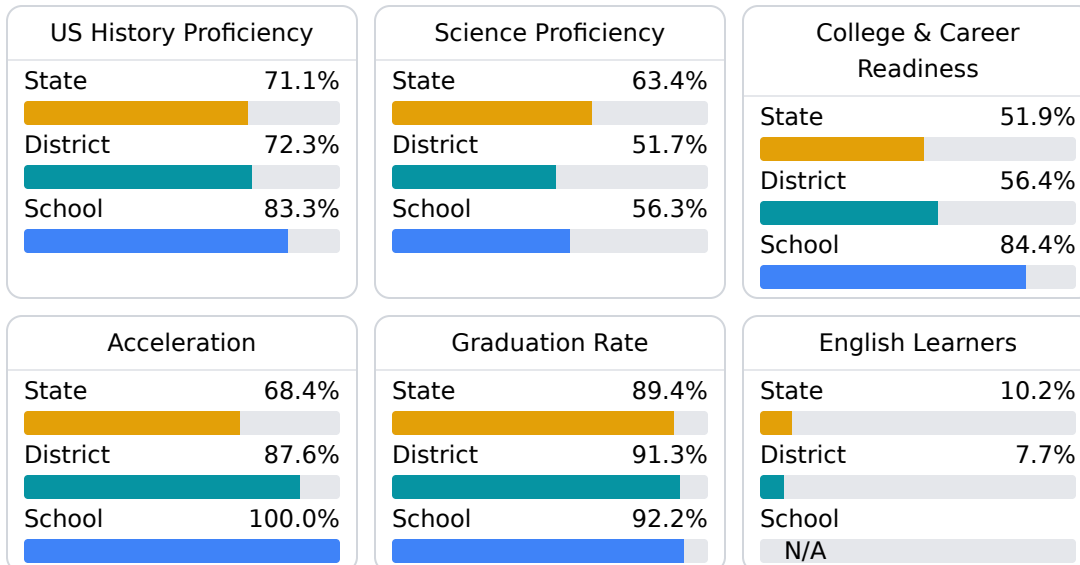 US History Proficiency
State 71.1%
District 72.3%
School 83.3%
Science Proficiency
State 63.4%
District 51.7%
School 56.3%
College & Career
Readiness
State 51.9%
District 56.4%
School 84.4%
Acceleration
State 68.4%
District 87.6%
School 100.0%
Graduation Rate
State 89.4%
District 91.3%
School 92.2%
English Learners
State 10.2%
District 7.7%
School
N/A